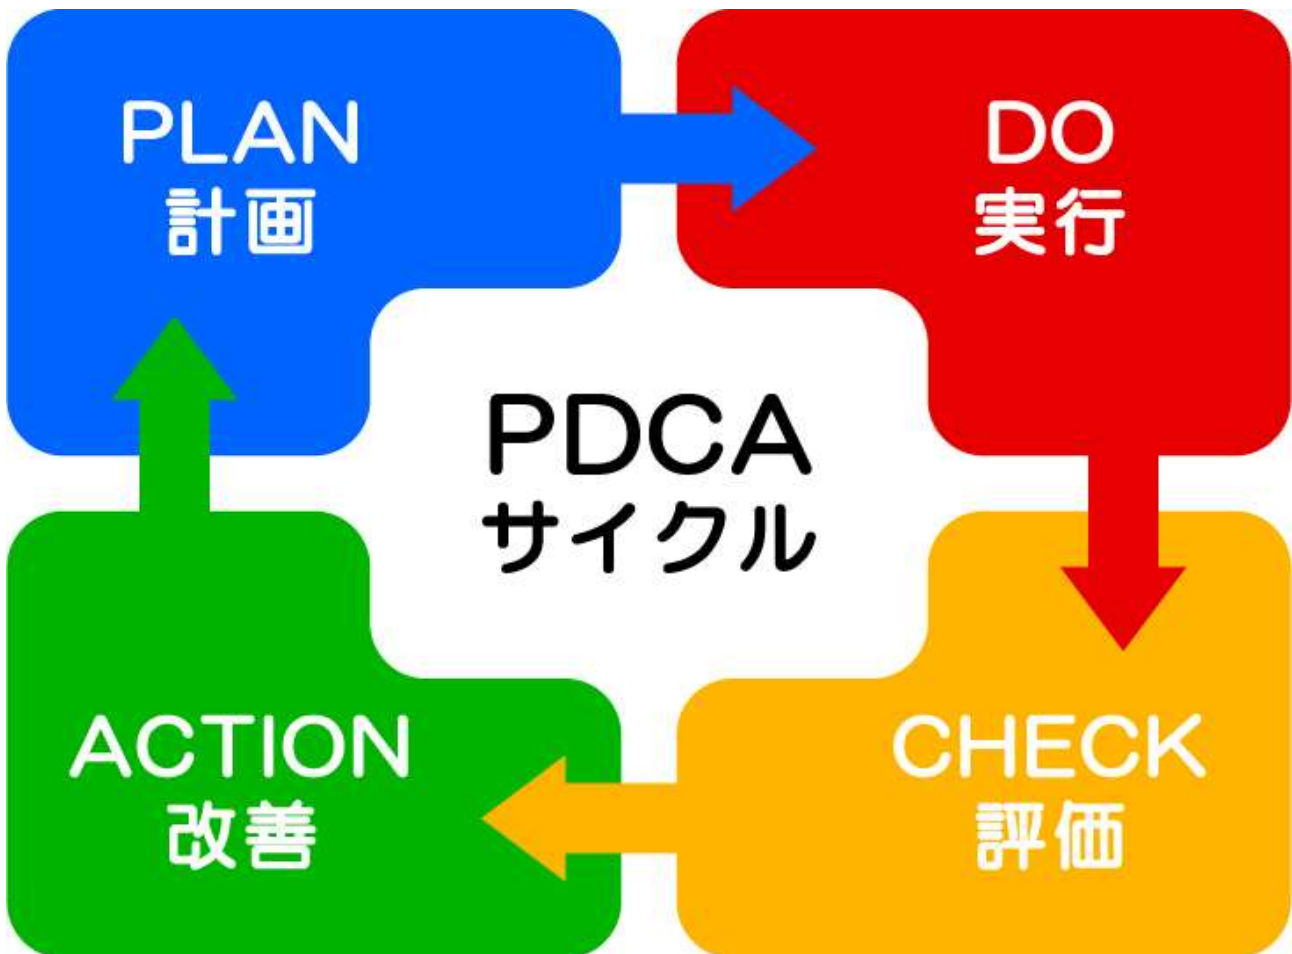 PLAN
計画
DO
実行
PDCA
サイクル
ACTION
改善
CHECK
評価